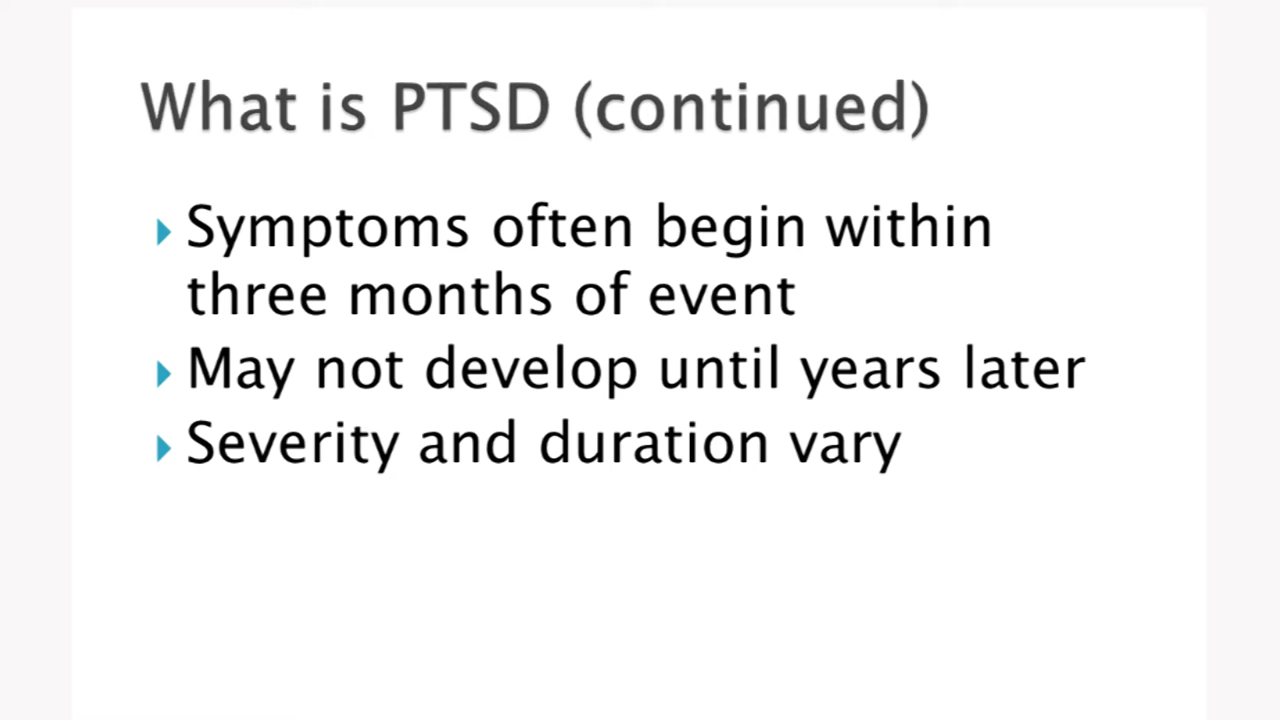 What is PTSD (continued)
Symptoms often begin within
three months of event
May not develop until years later
Severity and duration vary